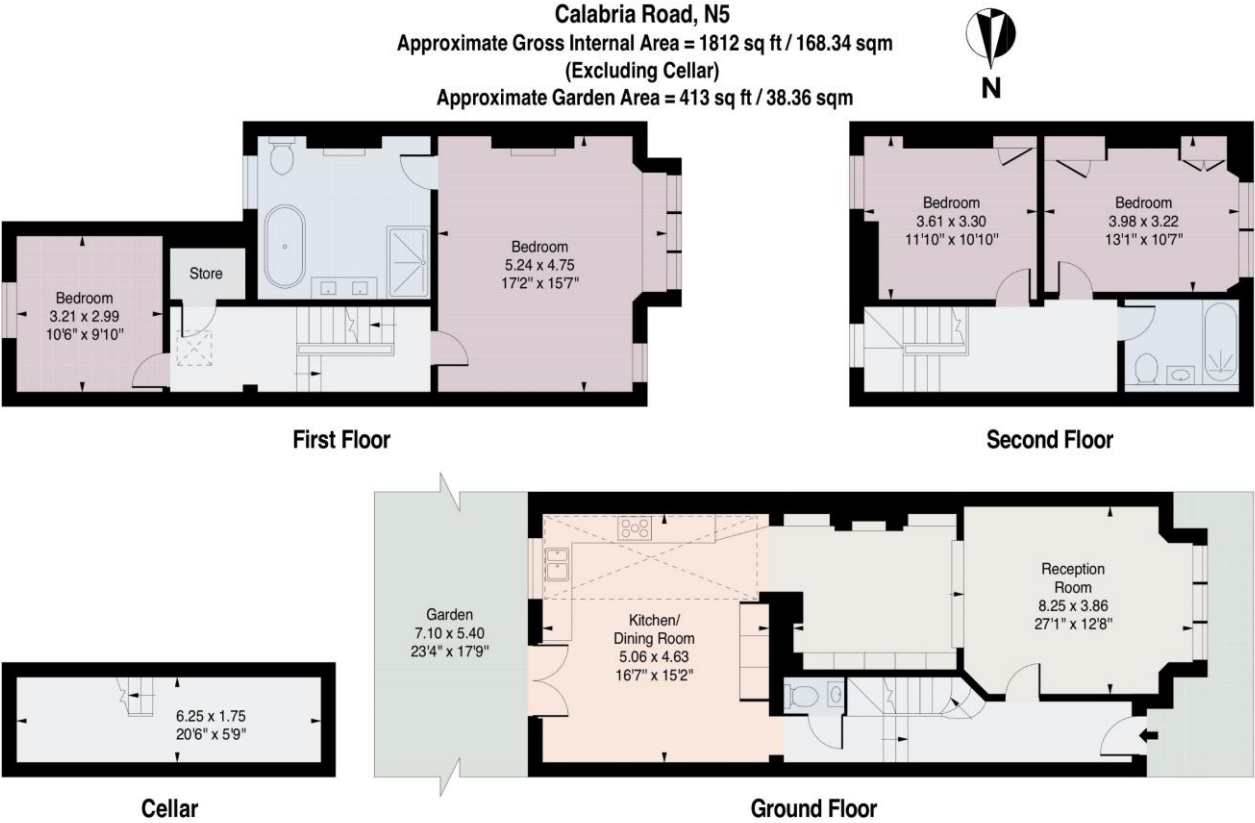 Calabria Road, N5
Approximate Gross Internal Area = 1812 sq ft / 168.34 sqm
(Excluding Cellar)
Approximate Garden Area = 413 sq ft / 38.36 sqm
N
Bedroom
3.21 x 2.99
10'6" x 9'10"
Store
Bedroom
5.24 x 4.75
17'2" x 15'7"
First Floor
Bedroom
3.61 x 3.30
11'10" x 10'10"
Bedroom
3.98 x 3.22
13'1" x 10'7"
Second Floor
6.25 x 1.75
20'6" x 5'9"
Cellar
Garden
7.10 x 5.40
23'4" x 17'9"
Kitchen/
Dining Room
5.06 x 4.63
16'7" x 15'2"
Reception
Room
8.25 x 3.86
27'1" x 12'8"
Ground Floor